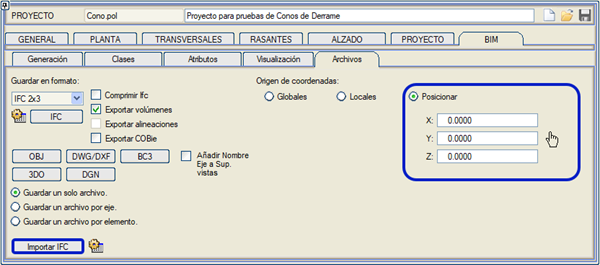 PROYECTO Cono.pol Proyecto para pruebas de Conos de Derrame
GENERAL PLANTA TRANSVERSALES RASANTES ALZADO PROYECTO BIM
Generación Clases Atributos Visualización Archivos
Guardar en formato: Origen de coordenadas:
IFC 2x3 Comprimir Ifc Globales Locales Posicionar
Exportar volúmenes
IFC X: 0.0000
Exportar alineaciones
Exportar COBie Y: 0.0000
OBJ DWG/DXF BC3 Añadir Nombre Z: 0.0000
Eje a Sup.
3DO DGN vistas
Guardar un solo archivo.
Guardar un archivo por eje.
Guardar un archivo por elemento.
Importar IFC